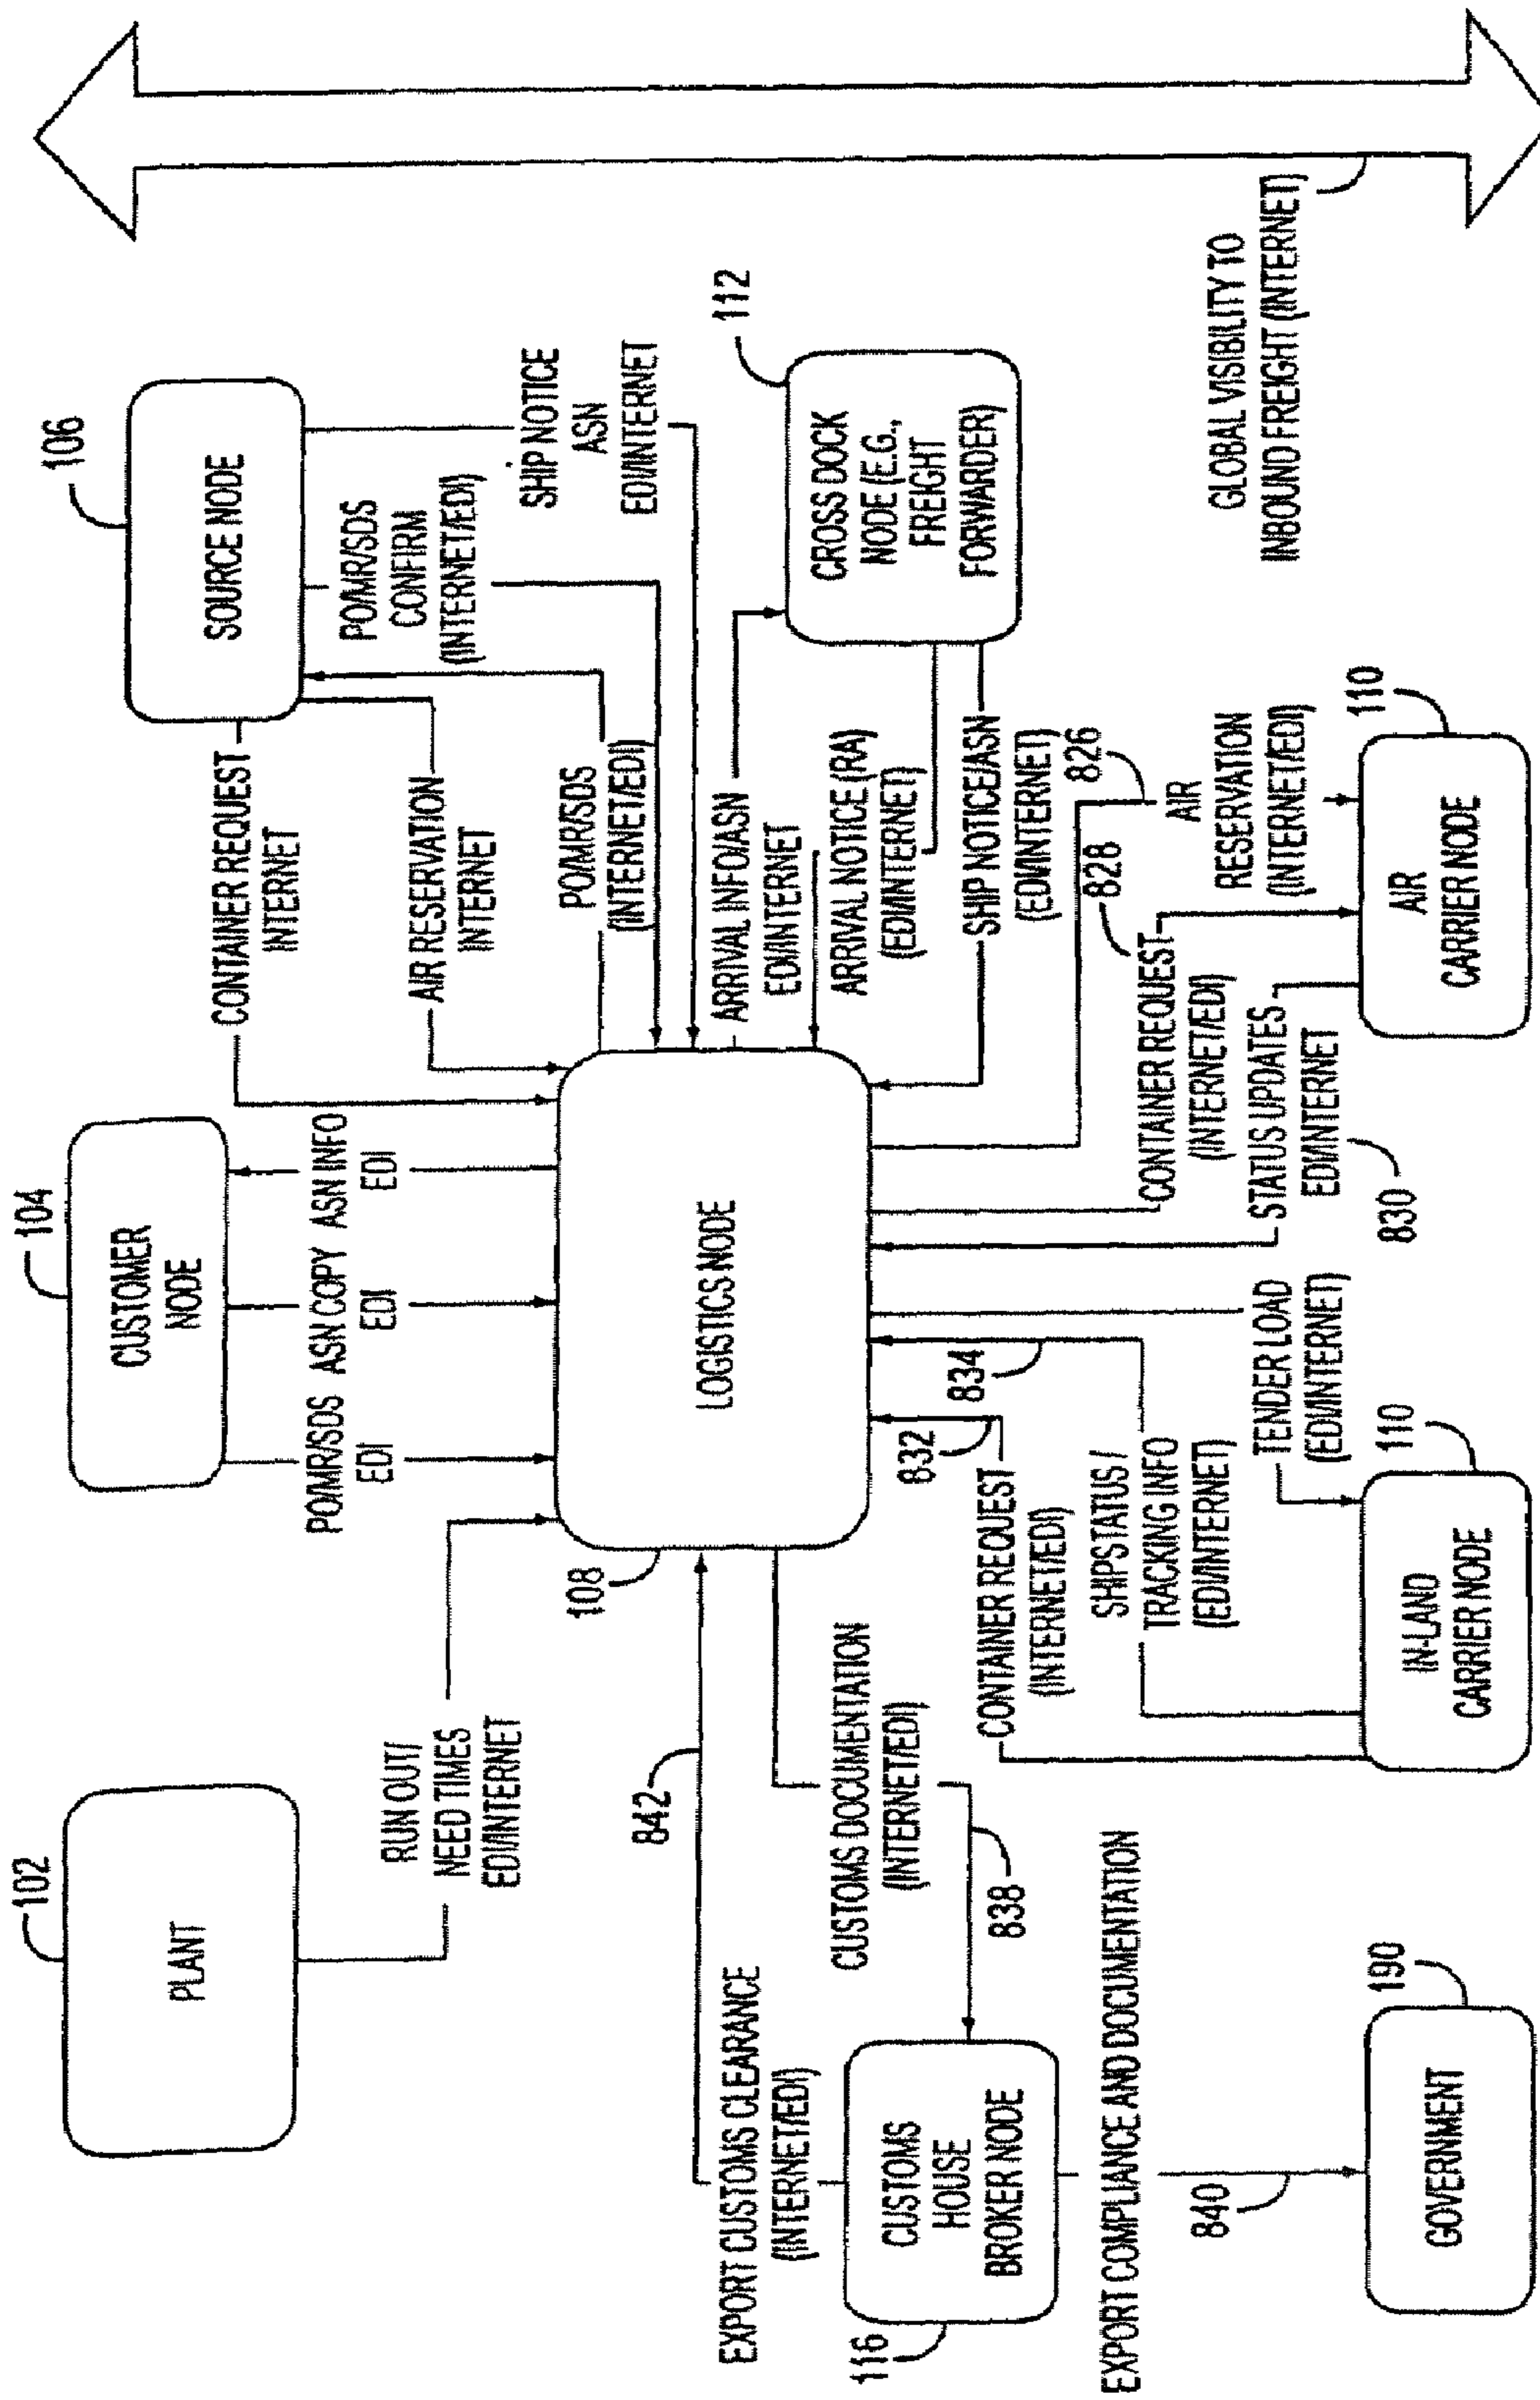 102
PLANT
RUN OUT/
NEED TIMES
EDI/INTERNET
104
CUSTOMER
NODE
PO/MR/SDS
EDI
ASN COPY
EDI
ASN INFO
EDI
106
SOURCE NODE
CONTAINER REQUEST
INTERNET
AIR RESERVATION
INTERNET
PO/MR/SDS
(INTERNET/EDI)
PO/MR/SDS
CONFIRM
(INTERNET/EDI)
SHIP NOTICE
ASN
EDI/INTERNET
108
LOGISTICS NODE
ARRIVAL INFO/ASN
EDI/INTERNET
ARRIVAL NOTICE (RA)
(EDI/INTERNET)
SHIP NOTICE/ASN
(EDI/INTERNET)
112
CROSS DOCK
NODE (E.G.,
FREIGHT
FORWARDER)
842
EXPORT CUSTOMS CLEARANCE
(INTERNET/EDI)
CUSTOMS DOCUMENTATION
(INTERNET/EDI)
838
116
CUSTOMS
HOUSE
BROKER NODE
EXPORT COMPLIANCE AND DOCUMENTATION
840
190
GOVERNMENT
832
CONTAINER REQUEST
(INTERNET/EDI)
834
SHIPSTATUS /
TRACKING INFO
(EDI/INTERNET)
TENDER LOAD
(EDI/INTERNET)
110
IN-LAND
CARRIER NODE
828
CONTAINER REQUEST
(INTERNET/EDI)
STATUS UPDATES
EDI/INTERNET
830
826
AIR
RESERVATION
(INTERNET/EDI)
110
AIR
CARRIER NODE
GLOBAL VISIBILITY TO
INBOUND FREIGHT (INTERNET)